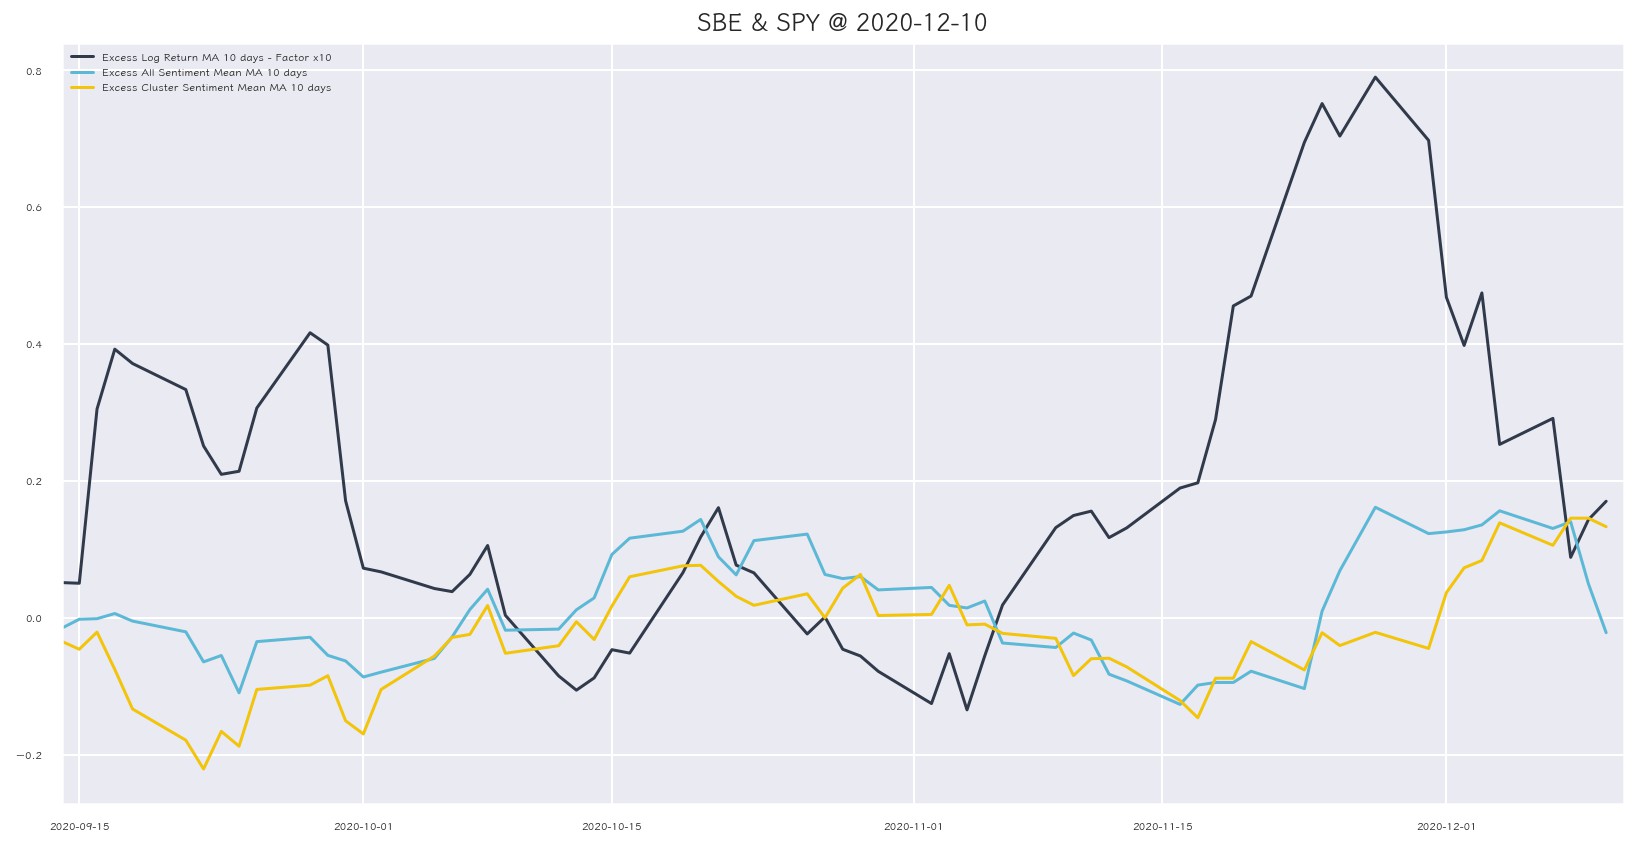 SBE & SPY @ 2020-12-10
Excess Log Return MA 10 days - Factor x10
Excess All Sentiment Mean MA 10 days
Excess Cluster Sentiment Mean MA 10 days
0.8
0.6
0.4
0.2
0.0
−0.2
2020-09-15 2020-10-01 2020-10-15 2020-11-01 2020-11-15 2020-12-01